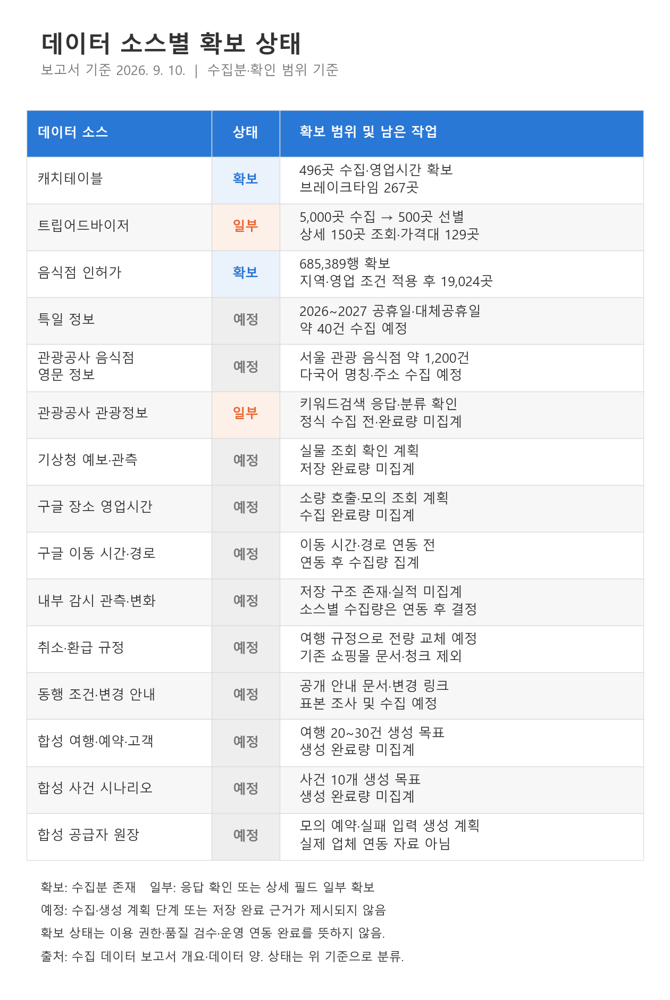 데이터 소스별 확보 상태
보고서 기준 2026. 9. 10. | 수집분·확인 범위 기준
데이터 소스 상태 확보 범위 및 남은 작업
캐치테이블 확보 496곳 수집·영업시간 확보
브레이크타임 267곳
트립어드바이저 일부 5,000곳 수집 → 500곳 선별
상세 150곳 조회·가격대 129곳
음식점 인허가 확보 685,389행 확보
지역·영업 조건 적용 후 19,024곳
특일 정보 예정 2026~2027 공휴일·대체공휴일
약 40건 수집 예정
관광공사 음식점
영문 정보 예정 서울 관광 음식점 약 1,200건
다국어 명칭·주소 수집 예정
관광공사 관광정보 일부 키워드검색 응답·분류 확인
정식 수집 전·완료량 미집계
기상청 예보·관측 예정 실물 조회 확인 계획
저장 완료량 미집계
구글 장소 영업시간 예정 소량 호출·모의 조회 계획
수집 완료량 미집계
구글 이동 시간·경로 예정 이동 시간·경로 연동 전
연동 후 수집량 집계
내부 감시 관측·변화 예정 저장 구조 존재·실적 미집계
소스별 수집량은 연동 후 결정
취소·환급 규정 예정 여행 규정으로 전량 교체 예정
기존 쇼핑몰 문서·청크 제외
동행 조건·변경 안내 예정 공개 안내 문서·변경 링크
표본 조사 및 수집 예정
합성 여행·예약·고객 예정 여행 20~30건 생성 목표
생성 완료량 미집계
합성 사건 시나리오 예정 사건 10개 생성 목표
생성 완료량 미집계
합성 공급자 원장 예정 모의 예약·실패 입력 생성 계획
실제 업체 연동 자료 아님
확보: 수집분 존재 일부: 응답 확인 또는 상세 필드 일부 확보
예정: 수집·생성 계획 단계 또는 저장 완료 근거가 제시되지 않음
확보 상태는 이용 권한·품질 검수·운영 연동 완료를 뜻하지 않음.
출처: 수집 데이터 보고서 개요·데이터 양. 상태는 위 기준으로 분류.